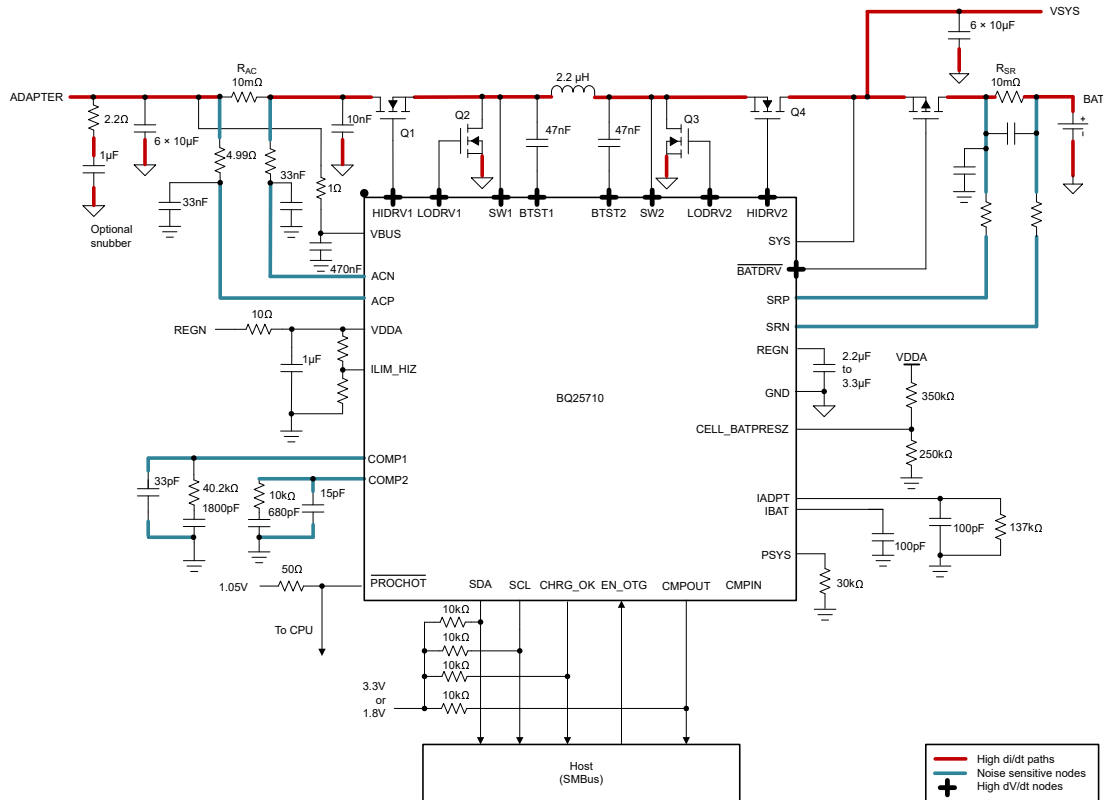 VSYS
6 × 10µF
RAC
10mΩ
2.2 µH
RSR
10mΩ
ADAPTER
BAT
Q4
Q1
Q2
Q3
10nF
47nF
47nF
2.2Ω
6 × 10µF
1µF
4.99Ω
33nF
33nF
1Ω
Optional
snubber
HIDRV1
LODRV1
SW1
BTST1
BTST2
SW2
LODRV2
HIDRV2
VBUS
SYS
470nF
ACN
BATDRV
ACP
SRP
SRN
REGN
10Ω
VDDA
REGN
1µF
2.2µF
to
3.3µF
VDDA
ILIM_HIZ
GND
350kΩ
BQ25710
CELL_BATPRESZ
250kΩ
COMP1
COMP2
33pF
40.2kΩ
1800pF
10kΩ
680pF
15pF
IADPT
IBAT
100pF
100pF
137kΩ
PSYS
30kΩ
50Ω
1.05V
PROCHOT
SDA
SCL
CHRG_OK
EN_OTG
CMPOUT
CMPIN
To CPU
10kΩ
10kΩ
10kΩ
10kΩ
3.3V
or
1.8V
Host
(SMBus)
High di/dt paths
Noise sensitive nodes
High dV/dt nodes